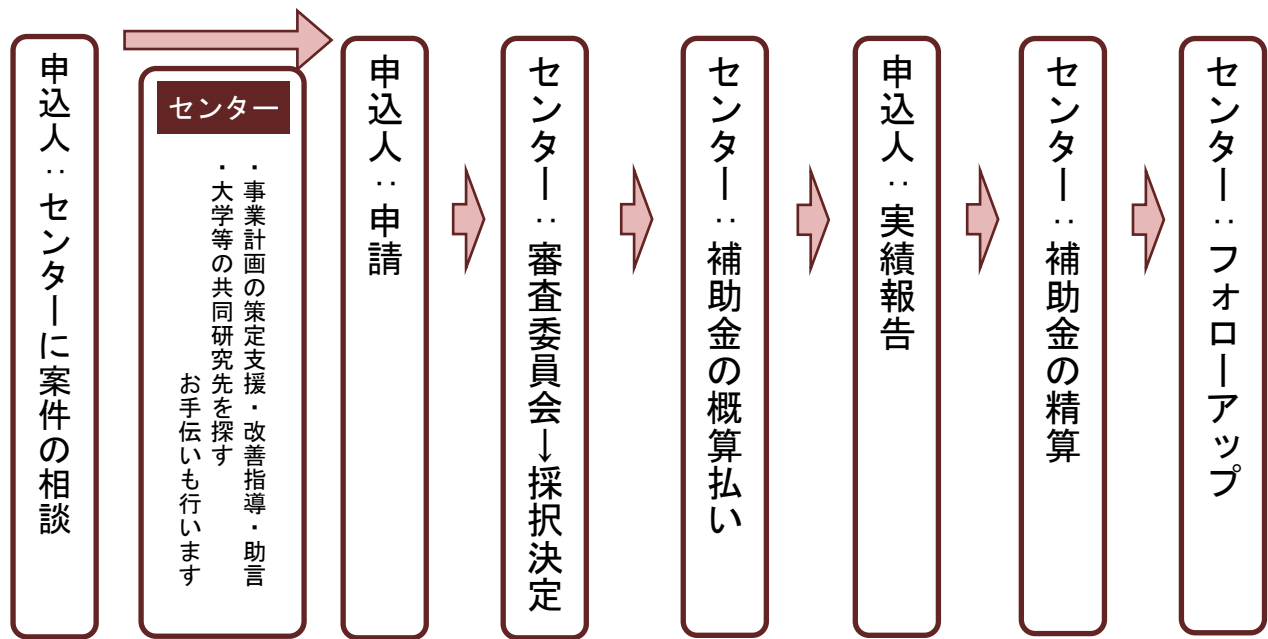 申込人：センターに案件の相談
センター
・事業計画の策定支援・改善指導・助言
・大学等の共同研究先を探す
お手伝いも行います
申込人：申請
センター：審査委員会→採択決定
センター：補助金の概算払い
申込人：実績報告
センター：補助金の精算
センター：フォローアップ